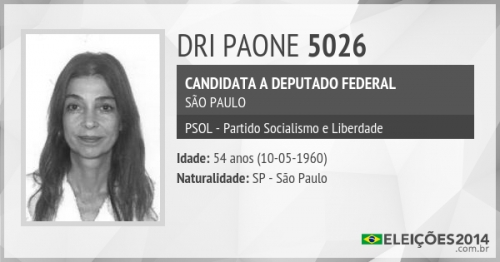 DRI PAONE 5026
CANDIDATA A DEPUTADO FEDERAL
SÃO PAULO
PSOL - Partido Socialismo e Liberdade
Idade: 54 anos (10-05-1960)
Naturalidade: SP - São Paulo
ELEIÇÕES2014
.com.br